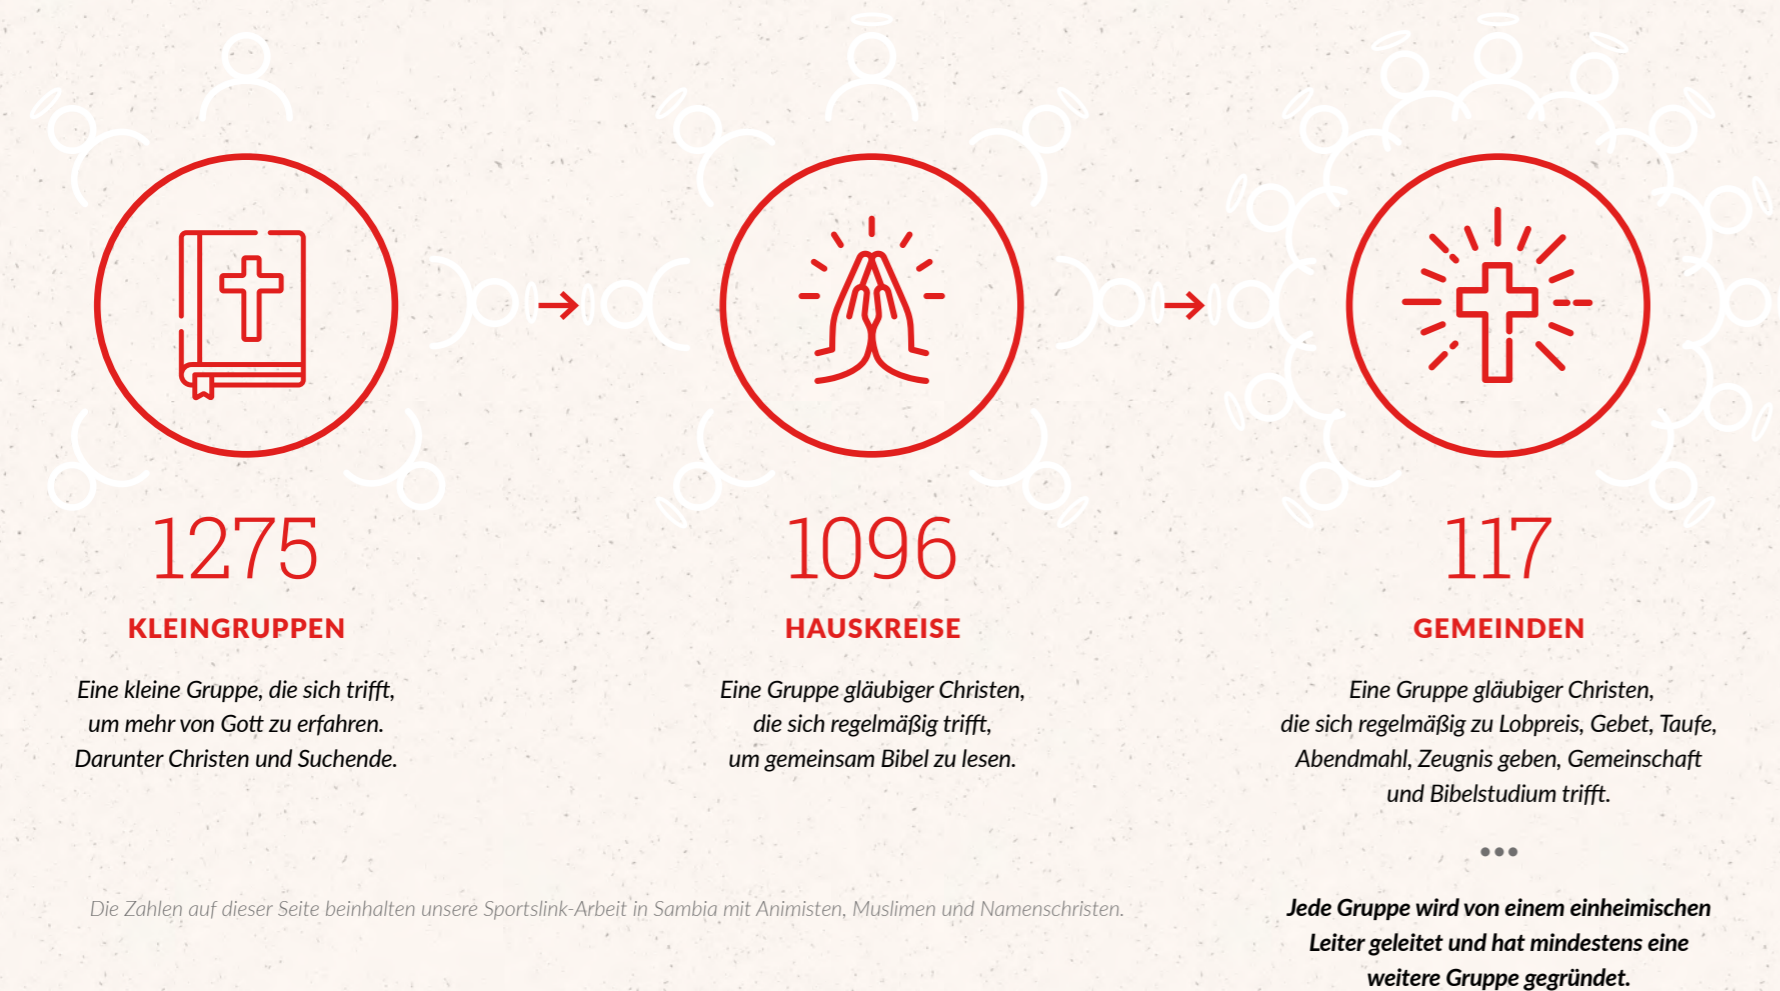 1275
KLEINGRUPPEN
Eine kleine Gruppe, die sich trifft,
um mehr von Gott zu erfahren.
Darunter Christen und Suchende.
1096
HAUSKREISE
Eine Gruppe gläubiger Christen,
die sich regelmäßig trifft,
um gemeinsam Bibel zu lesen.
117
GEMEINDEN
Eine Gruppe gläubiger Christen,
die sich regelmäßig zu Lobpreis, Gebet, Taufe,
Abendmahl, Zeugnis geben, Gemeinschaft
und Bibelstudium trifft.
•••
Jede Gruppe wird von einem einheimischen
Leiter geleitet und hat mindestens eine
weitere Gruppe gegründet.
Die Zahlen auf dieser Seite beinhalten unsere Sportslink-Arbeit in Sambia mit Animisten, Muslimen und Namenschristen.